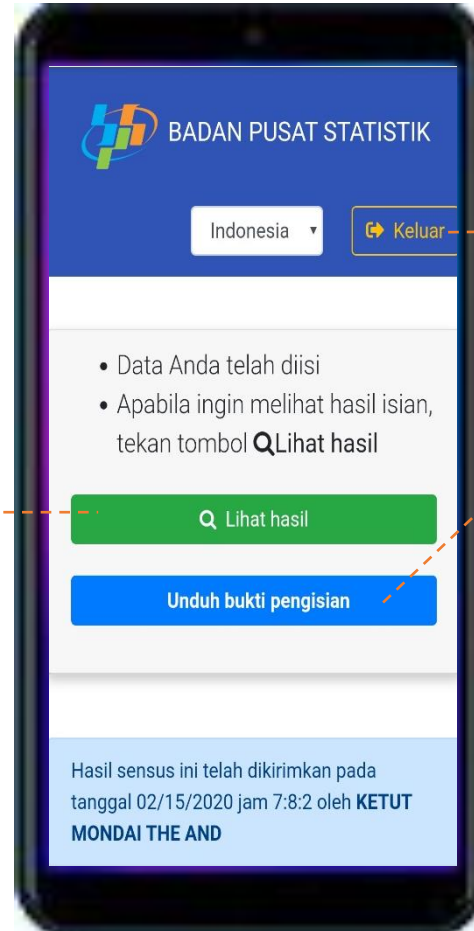 BADAN PUSAT STATISTIK
Indonesia
Keluar
Data Anda telah diisi
Apabila ingin melihat hasil isian,
tekan tombol Lihat hasil
Lihat hasil
Unduh bukti pengisian
Hasil sensus ini telah dikirimkan pada
tanggal 02/15/2020 jam 7:8:2 oleh KETUT
MONDAI THE AND